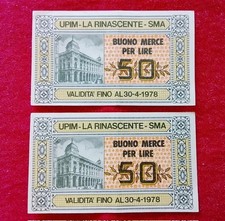 UPIM - LA RINASCENTE - SMA
BUONO MERCE
PER LIRE
50
VALIDITA' FINO AL 30-4-1978
UPIM - LA RINASCENTE - SMA
BUONO MERCE
PER LIRE
50
VALIDITA' FINO AL 30-4-1978